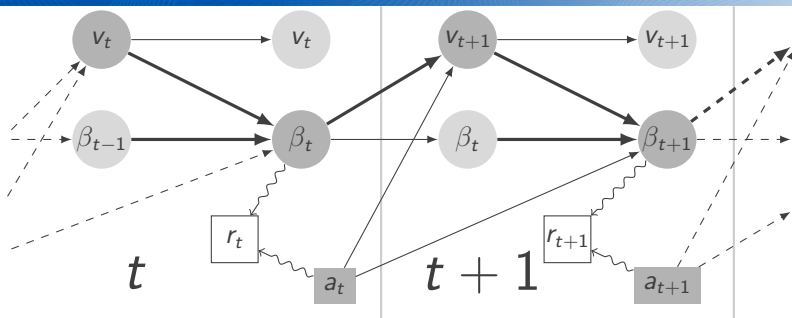 v_t v_t v_{t+1} v_{t+1}
β_{t−1} β_t β_t β_{t+1}
r_t r_{t+1}
t a_t t + 1 a_{t+1}